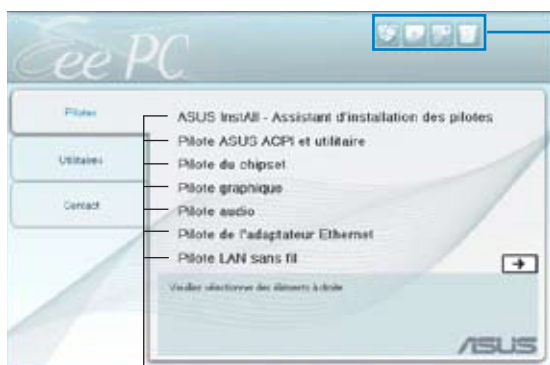 Eee PC
Pilotes
ASUS InstAll - Assistant d'installation des pilotes
Pilote ASUS ACPI et utilitaire
Utilitaires
Pilote du chipset
Pilote graphique
Contact
Pilote audio
Pilote de l'adaptateur Ethernet
Pilote LAN sans fil
Veuillez sélectionner des éléments à droite
ASUS